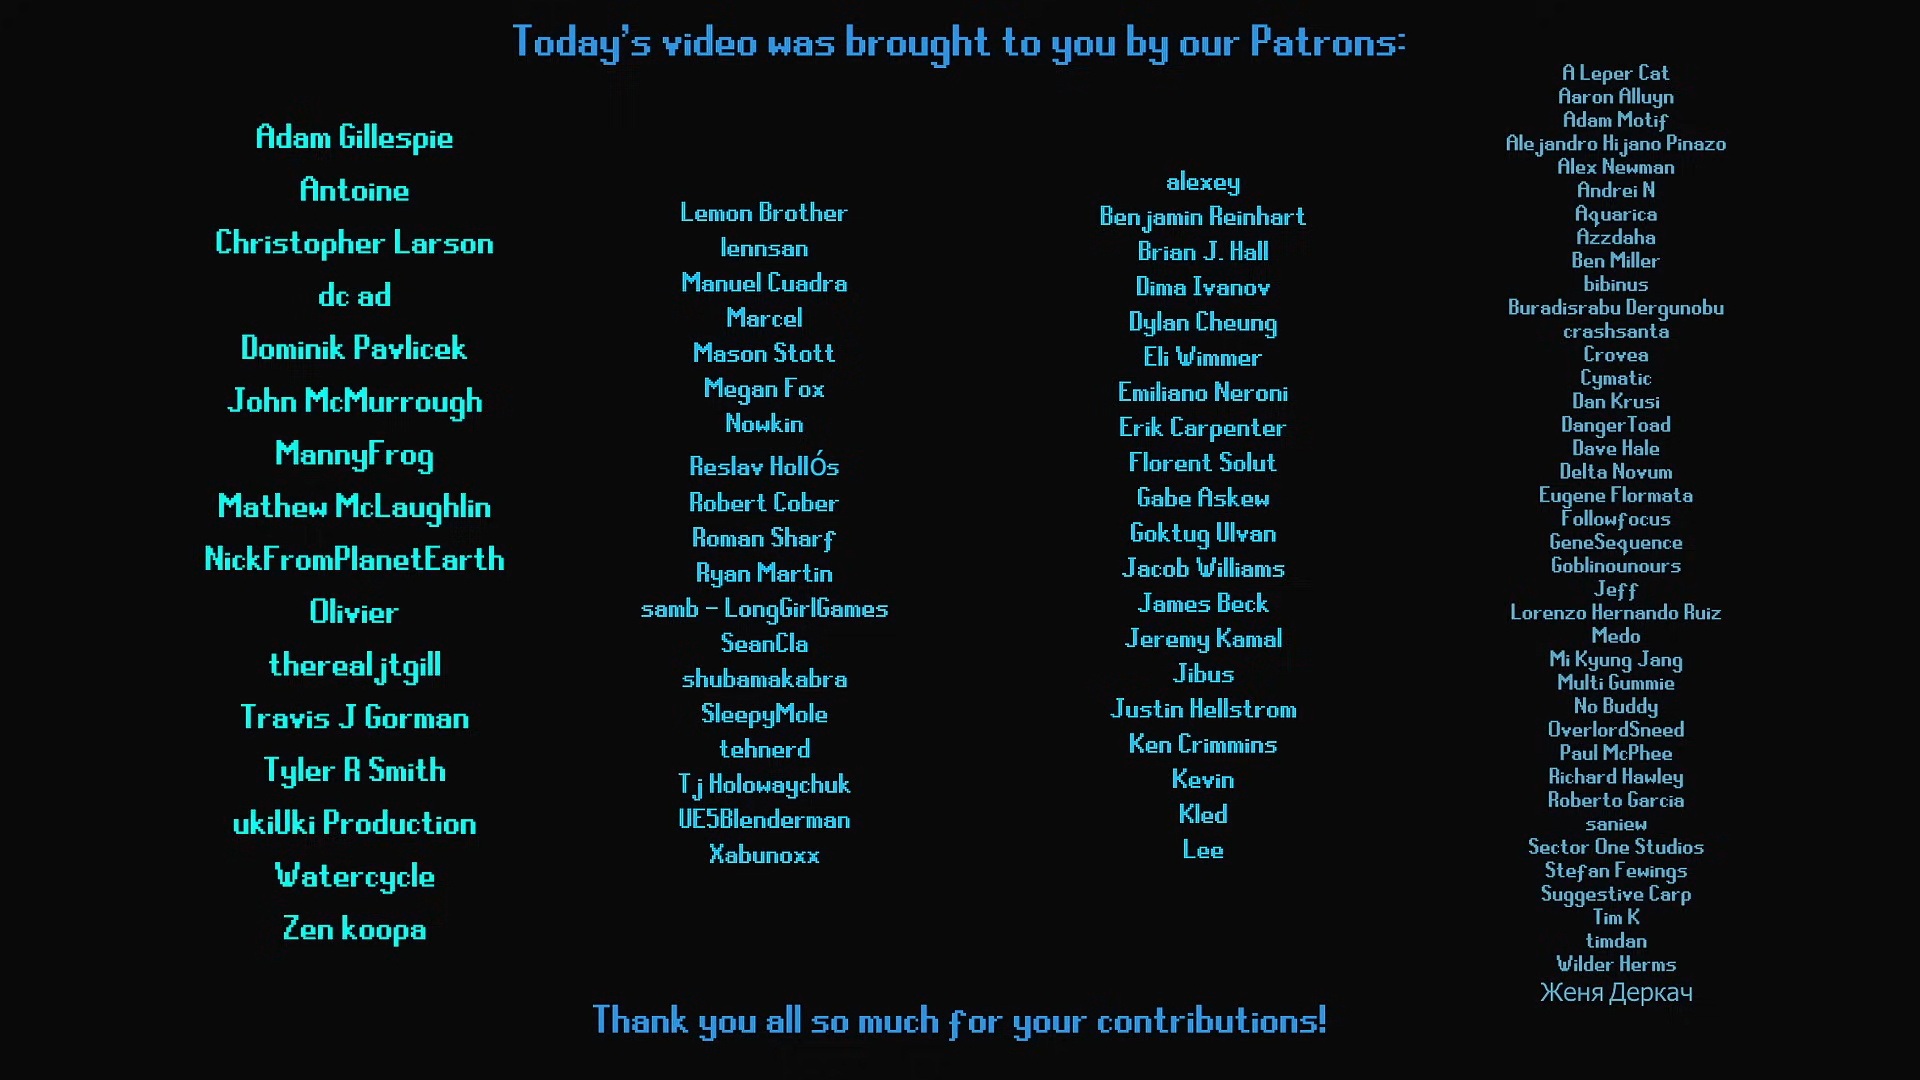 Today's video was brought to you by our Patrons:
Adam Gillespie
Antoine
Christopher Larson
dc ad
Dominik Pavlicek
John McMurrough
MannyFrog
Mathew McLaughlin
NickFromPlanetEarth
Olivier
therealjtgill
Travis J Gorman
Tyler R Smith
ukiUki Production
Watercycle
Zen koopa
Lemon Brother
lennsan
Manuel Cuadra
Marcel
Mason Stott
Megan Fox
Nowkin
Reslav HollÓs
Robert Cober
Roman Sharf
Ryan Martin
samb - LongGirlGames
SeanCla
shubamakabra
SleepyMole
tehnerd
Tj Holowaychuk
UE5Blenderman
Xabunoxx
alexey
Benjamin Reinhart
Brian J. Hall
Dima Ivanov
Dylan Cheung
Eli Wimmer
Emiliano Neroni
Erik Carpenter
Florent Solut
Gabe Askew
Goktug Ulvan
Jacob Williams
James Beck
Jeremy Kamal
Jibus
Justin Hellstrom
Ken Crimmins
Kevin
Kled
Lee
A Leper Cat
Aaron Alluyn
Adam Motif
Alejandro Hijano Pinazo
Alex Newman
Andrei N
Aquarica
Azzdaha
Ben Miller
bibinus
Buradisrabu Dergunobu
crashsanta
Crovea
Cymatic
Dan Krusi
DangerToad
Dave Hale
Delta Novum
Eugene Flormata
Followfocus
GeneSequence
Goblinounours
Jeff
Lorenzo Hernando Ruiz
Medo
Mi Kyung Jang
Multi Gummie
No Buddy
OverlordSneed
Paul McPhee
Richard Hawley
Roberto Garcia
saniew
Sector One Studios
Stefan Fewings
Suggestive Carp
Tim K
timdan
Wilder Herms
Женя Деркач
Thank you all so much for your contributions!